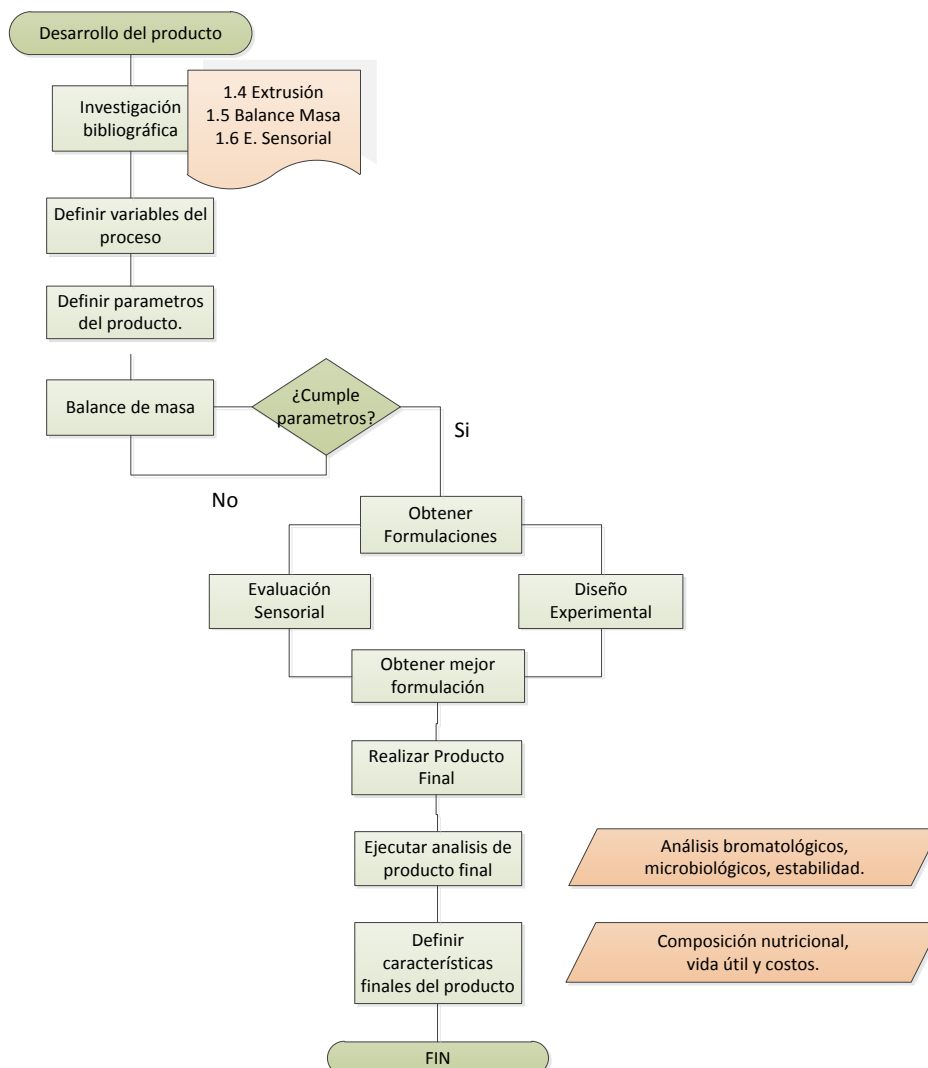 Desarrollo del producto
Investigación
bibliográfica
1.4 Extrusión
1.5 Balance Masa
1.6 E. Sensorial
Definir variables del
proceso
Definir parametros
del producto.
Balance de masa
¿Cumple
parametros?
Si
No
Obtener
Formulaciones
Evaluación
Sensorial
Diseño
Experimental
Obtener mejor
formulación
Realizar Producto
Final
Ejecutar analisis de
producto final
Análisis bromatológicos,
microbiológicos, estabilidad.
Definir
características
finales del producto
Composición nutricional,
vida útil y costos.
FIN